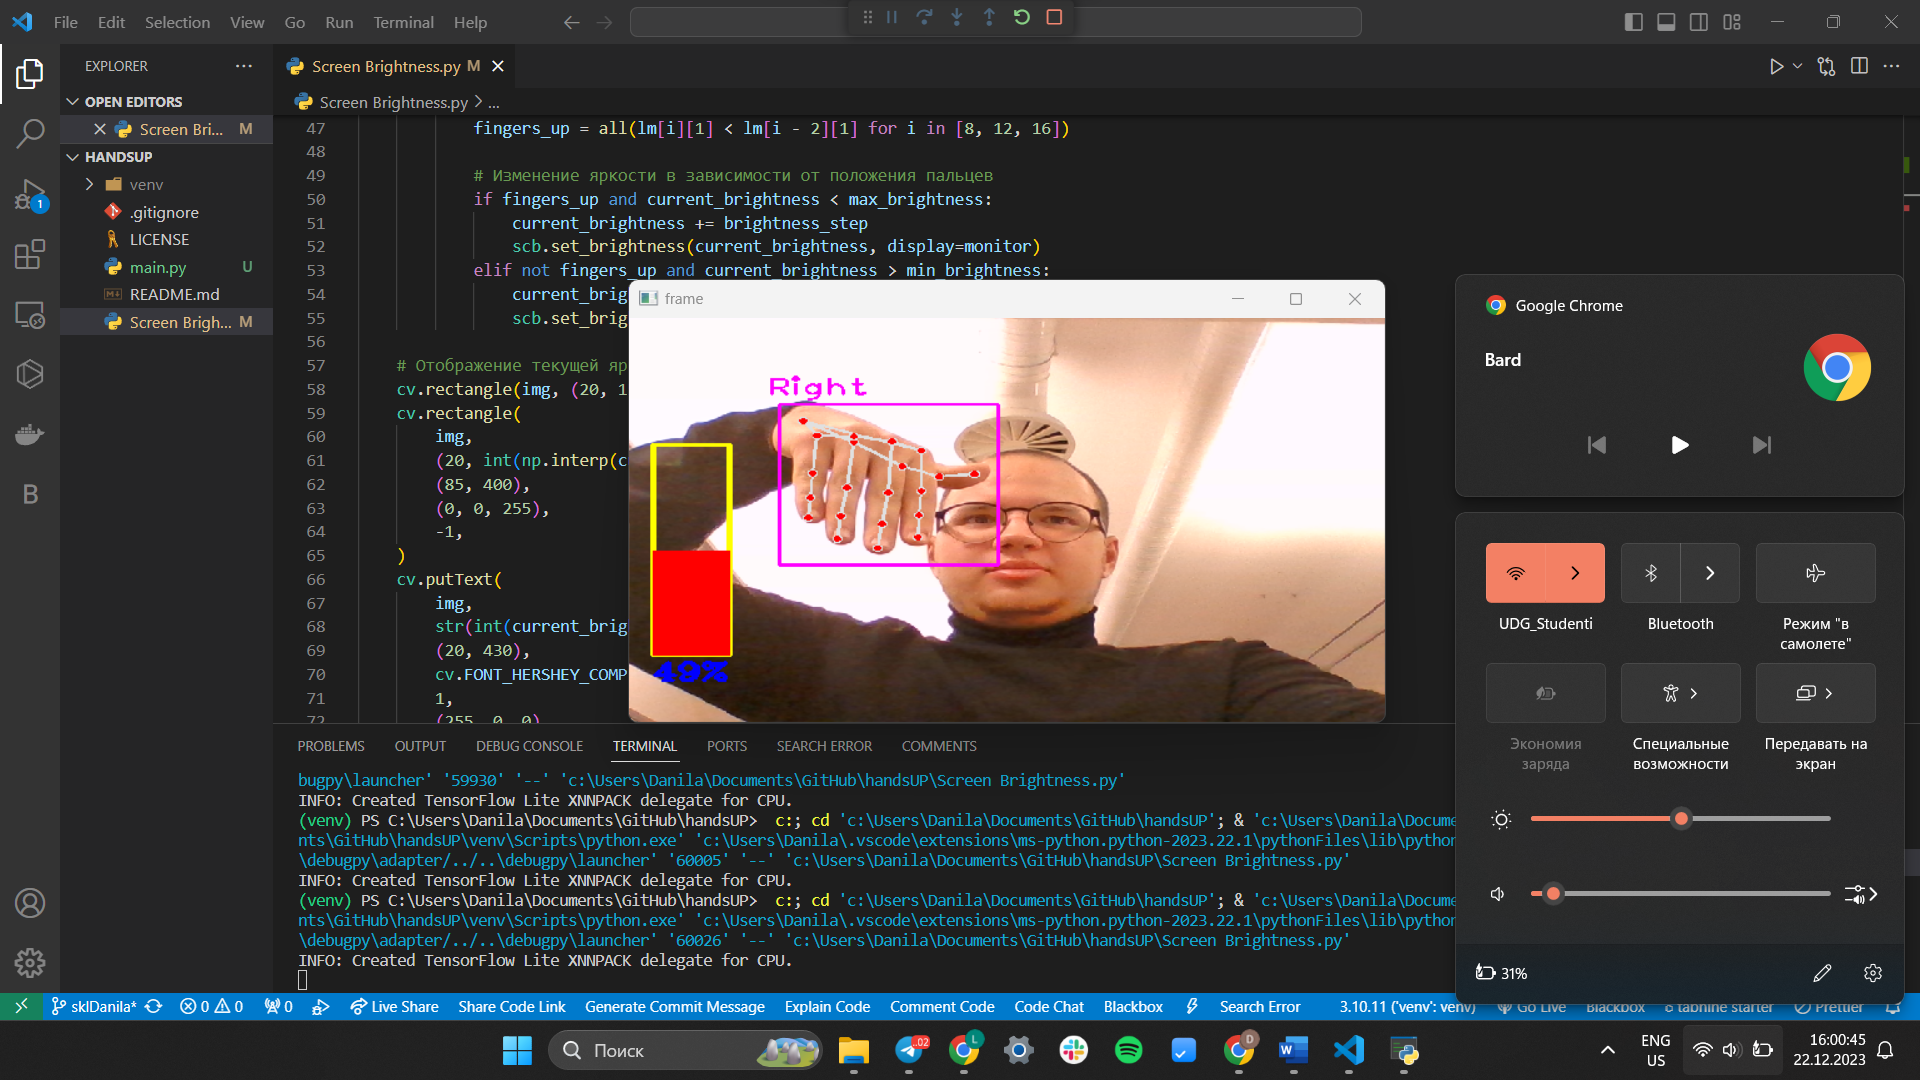 File Edit Selection View Go Run Terminal Help
EXPLORER
OPEN EDITORS
Screen Bri... M
HANDSUP
venv
.gitignore
LICENSE
main.py U
README.md
Screen Brigh... M
Screen Brightness.py M
Screen Brightness.py > ...
47 fingers_up = all(lm[i][1] < lm[i - 2][1] for i in [8, 12, 16])
48
49 # Изменение яркости в зависимости от положения пальцев
50 if fingers_up and current_brightness < max_brightness:
51 current_brightness += brightness_step
52 scb.set_brightness(current_brightness, display=monitor)
53 elif not fingers_up and current_brightness > min_brightness:
54 current_brig
55 scb.set_brig
56
57 # Отображение текущей яр
58 cv.rectangle(img, (20, 1
59 cv.rectangle(
60 img,
61 (20, int(np.interp(c
62 (85, 400),
63 (0, 0, 255),
64 -1,
65 )
66 cv.putText(
67 img,
68 str(int(current_brig
69 (20, 430),
70 cv.FONT_HERSHEY_COMP
71 1,
72 (255, 0, 0)
frame
Right
49%
PROBLEMS OUTPUT DEBUG CONSOLE TERMINAL PORTS SEARCH ERROR COMMENTS
bugpy\launcher' '59930' '--' 'c:\Users\Danila\Documents\GitHub\handsUP\Screen Brightness.py'
INFO: Created TensorFlow Lite XNNPACK delegate for CPU.
(venv) PS C:\Users\Danila\Documents\GitHub\handsUP> c:; cd 'c:\Users\Danila\Documents\GitHub\handsUP'; & 'c:\Users\Danila\Docume
nts\GitHub\handsUP\venv\Scripts\python.exe' 'c:\Users\Danila\.vscode\extensions\ms-python.python-2023.22.1\pythonFiles\lib\python
\debugpy\adapter/../..\debugpy\launcher' '60005' '--' 'c:\Users\Danila\Documents\GitHub\handsUP\Screen Brightness.py'
INFO: Created TensorFlow Lite XNNPACK delegate for CPU.
(venv) PS C:\Users\Danila\Documents\GitHub\handsUP> c:; cd 'c:\Users\Danila\Documents\GitHub\handsUP'; & 'c:\Users\Danila\Docume
nts\GitHub\handsUP\venv\Scripts\python.exe' 'c:\Users\Danila\.vscode\extensions\ms-python.python-2023.22.1\pythonFiles\lib\python
\debugpy\adapter/../..\debugpy\launcher' '60026' '--' 'c:\Users\Danila\Documents\GitHub\handsUP\Screen Brightness.py'
INFO: Created TensorFlow Lite XNNPACK delegate for CPU.
Google Chrome
Bard
UDG_Studenti
Bluetooth
Режим "в
самолете"
Экономия
заряда
Специальные
возможности
Передавать на
экран
31%
1
B
sklDanila* 0 0 0 Live Share Share Code Link Generate Commit Message Explain Code Comment Code Code Chat Blackbox Search Error 3.10.11 ('venv': venv) Go Live Blackbox tabnine starter Prettier
Поиск
..02
L
D
ENG
US
16:00:45
22.12.2023